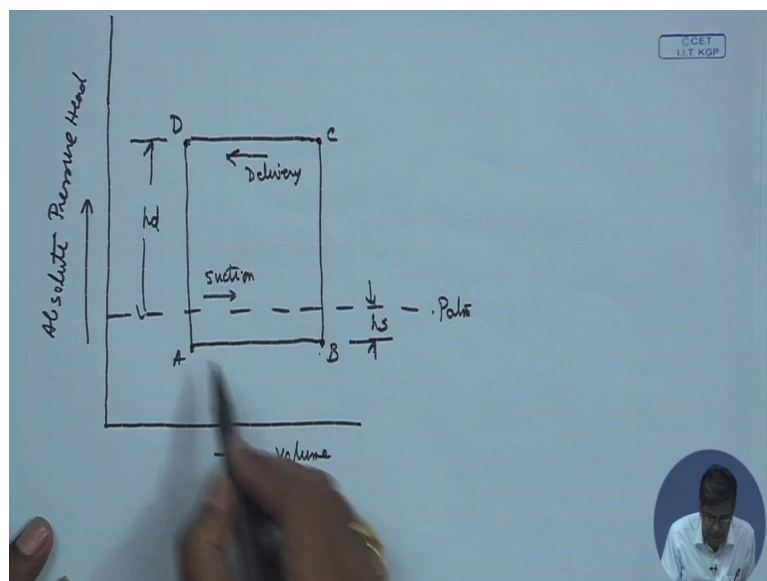 ©CET
I.I.T. KGP
Absolute Pressure Head
D
C
Delivery
hd
suction
Patm
hs
A
B
volume